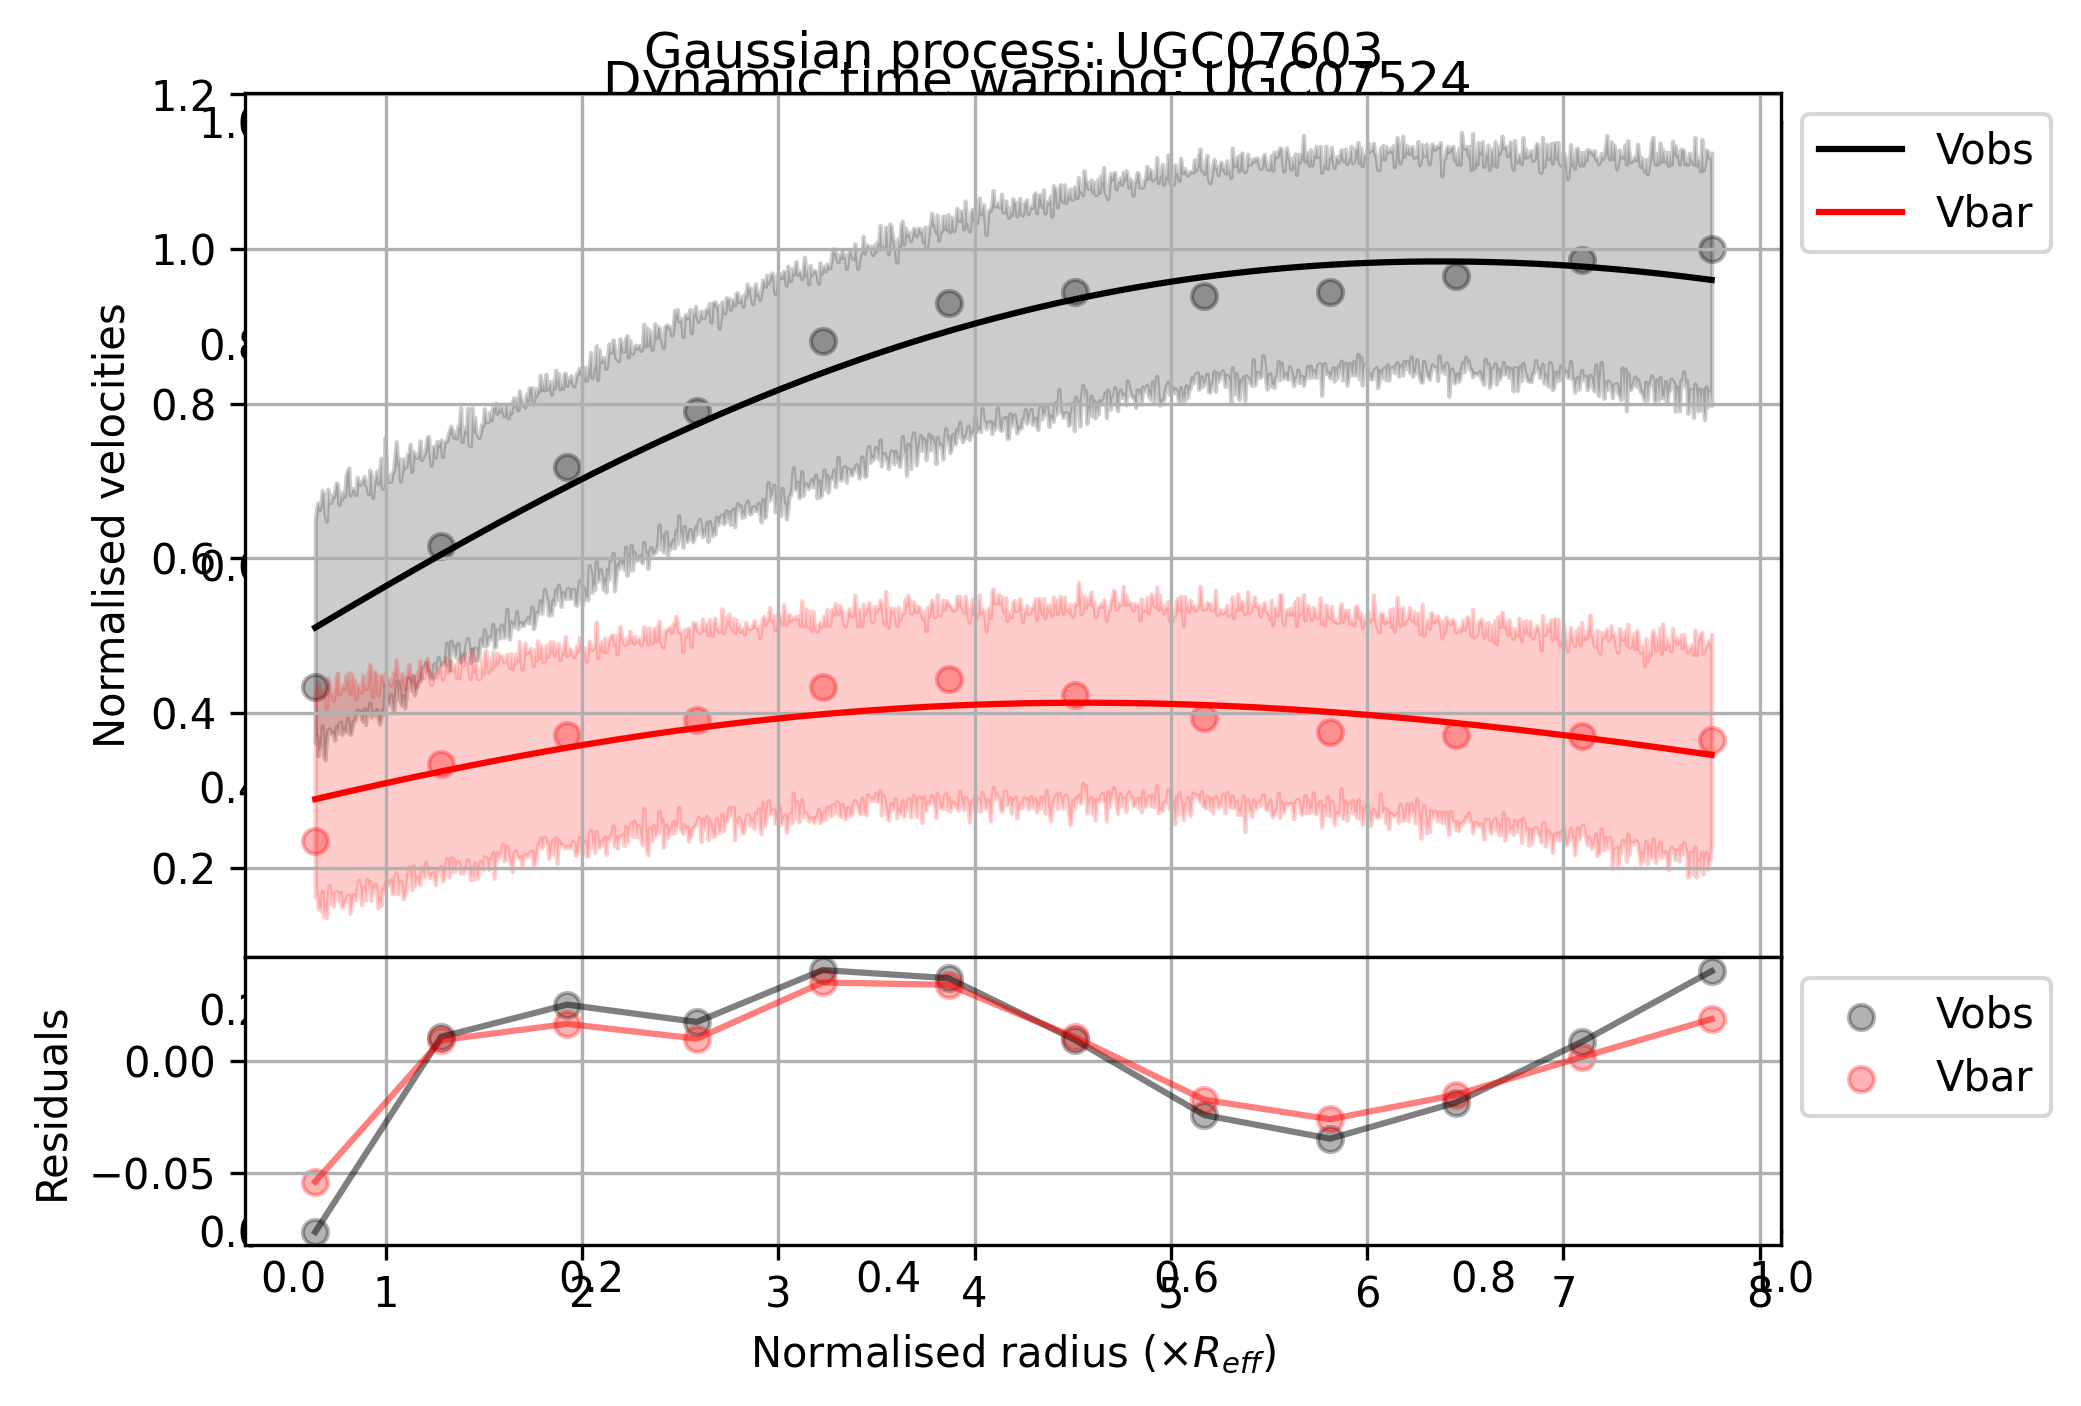 Gaussian process: UGC07603
Dynamic time warping: UGC07524
1.2
1.0
0.8
0.6
0.4
0.2
Normalised velocities
Vobs
Vbar
0.00
−0.05
Residuals
Vobs
Vbar
0.0 0.2 0.4 0.6 0.8 1.0
1 2 3 4 5 6 7 8
Normalised radius (×R_eff)